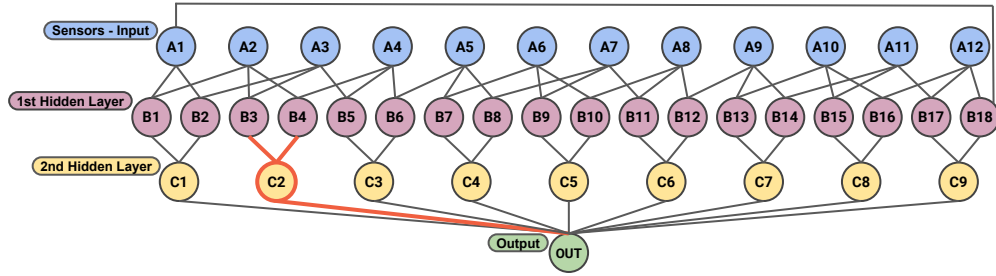 Sensors - Input
A1 A2 A3 A4 A5 A6 A7 A8 A9 A10 A11 A12
1st Hidden Layer
B1 B2 B3 B4 B5 B6 B7 B8 B9 B10 B11 B12 B13 B14 B15 B16 B17 B18
2nd Hidden Layer
C1 C2 C3 C4 C5 C6 C7 C8 C9
Output
OUT